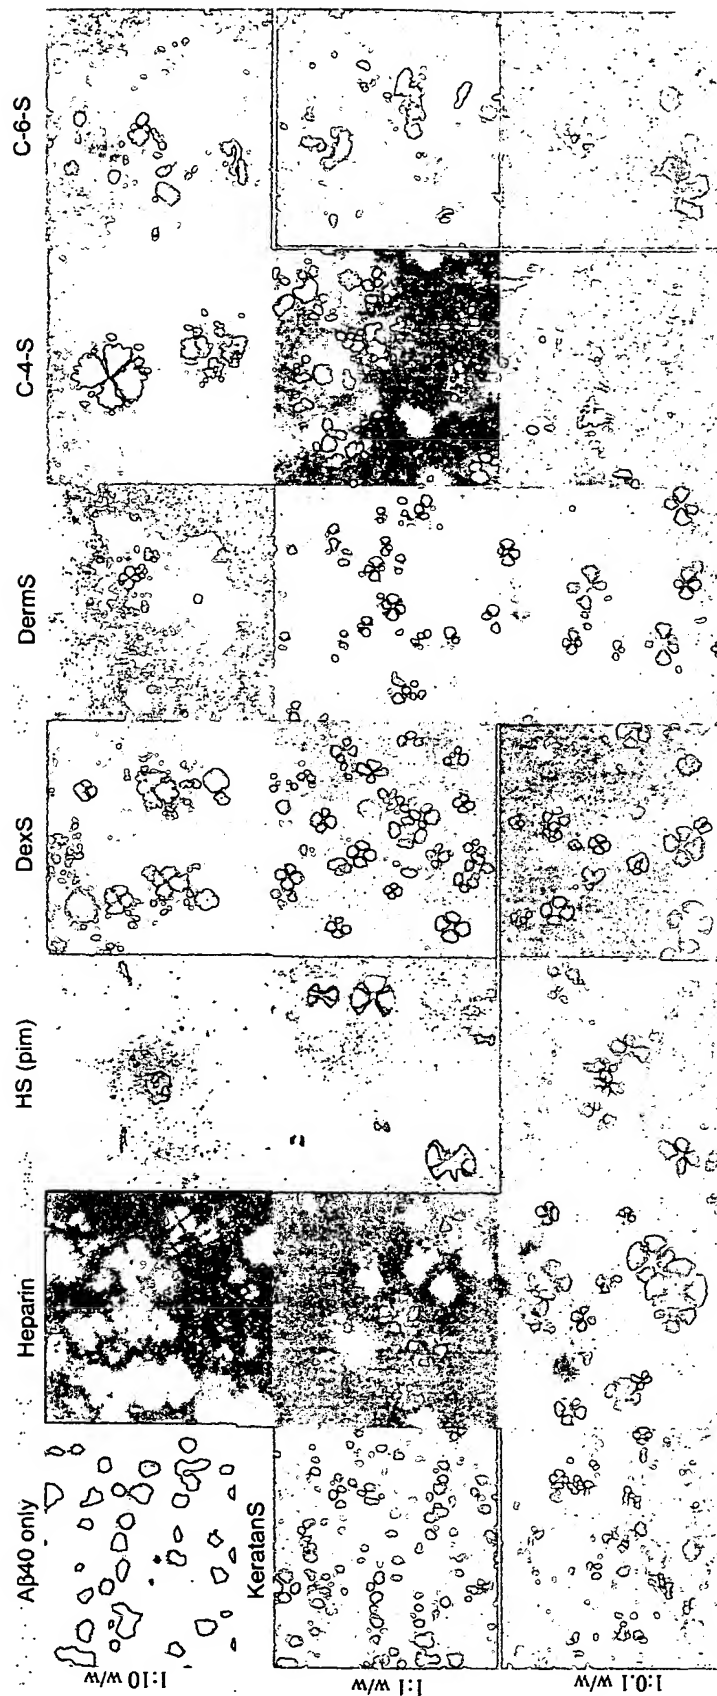 Aβ40 only
Heparin
HS (pim)
DexS
DermS
C-4-S
C-6-S
1:10 w/w
KeratanS
1:1 w/w
1:0.1 w/w